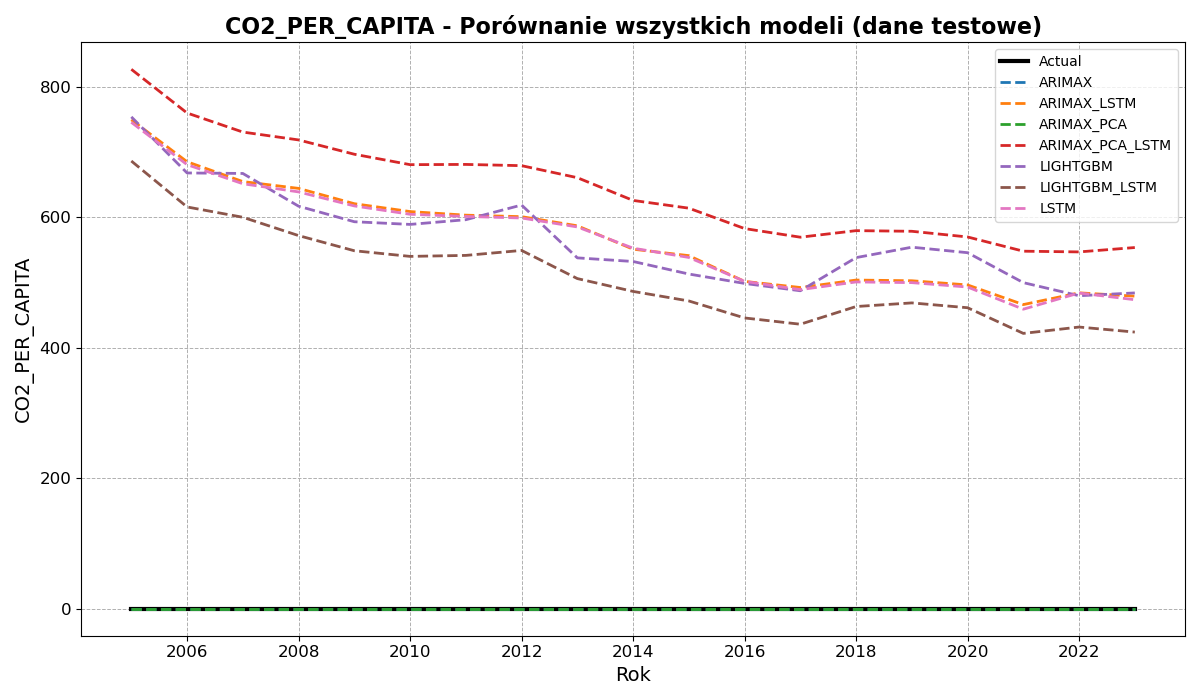 CO2_PER_CAPITA - Porównanie wszystkich modeli (dane testowe)
Actual
ARIMAX
ARIMAX_LSTM
ARIMAX_PCA
ARIMAX_PCA_LSTM
LIGHTGBM
LIGHTGBM_LSTM
LSTM
CO2_PER_CAPITA
800
600
400
200
0
2006 2008 2010 2012 2014 2016 2018 2020 2022
Rok